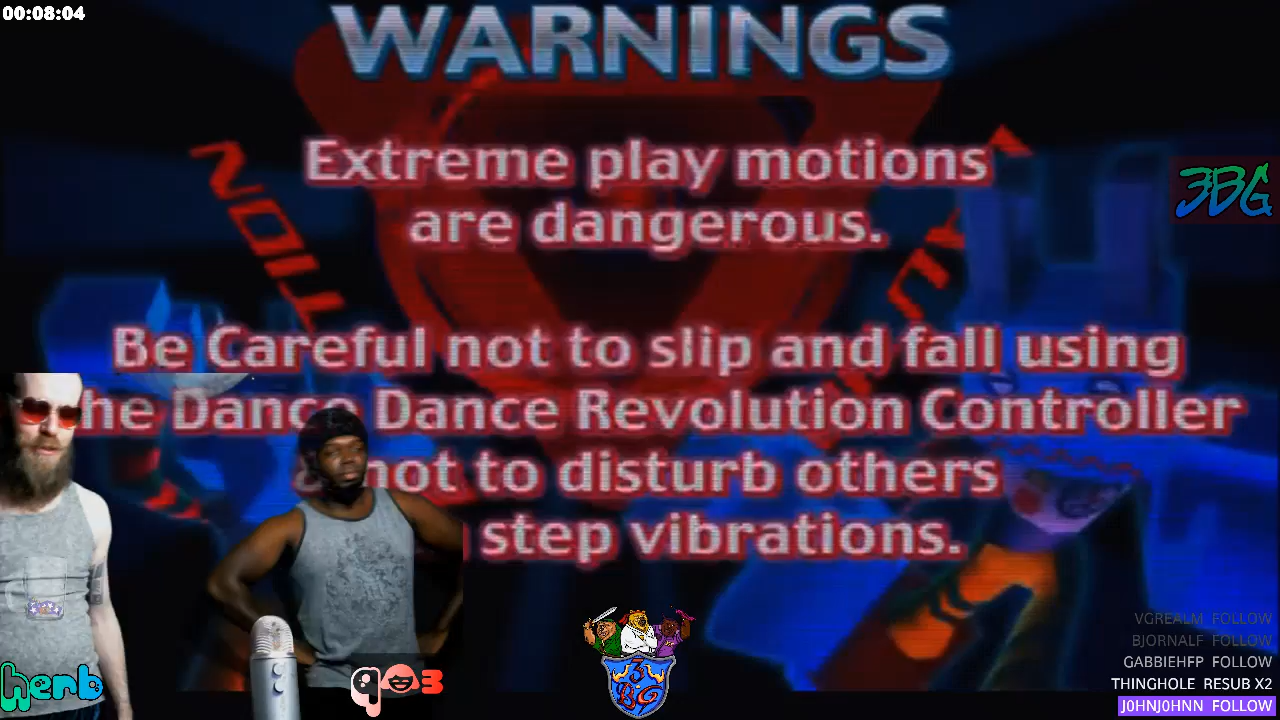 00:08:04
WARNINGS
Extreme play motions
are dangerous.
Be Careful not to slip and fall using
he Dance Dance Revolution Controller
not to disturb others
step vibrations.
3BG
herb
3BG
VGREALM FOLLOW
BJORNALF FOLLOW
GABBIEHFP FOLLOW
THINGHOLE RESUB X2
J0HNJ0HNN FOLLOW